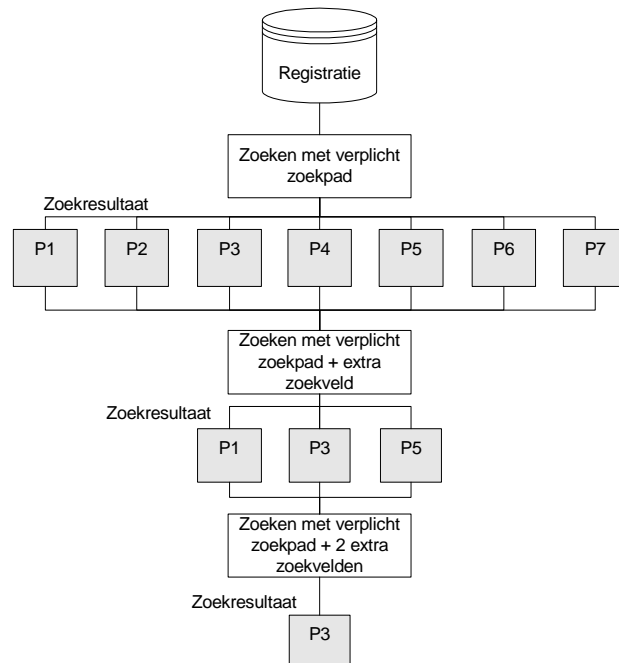 Registratie
Zoeken met verplicht
zoekpad
Zoekresultaat
P1
P2
P3
P4
P5
P6
P7
Zoeken met verplicht
zoekpad + extra
zoekveld
Zoekresultaat
P1
P3
P5
Zoeken met verplicht
zoekpad + 2 extra
zoekvelden
Zoekresultaat
P3